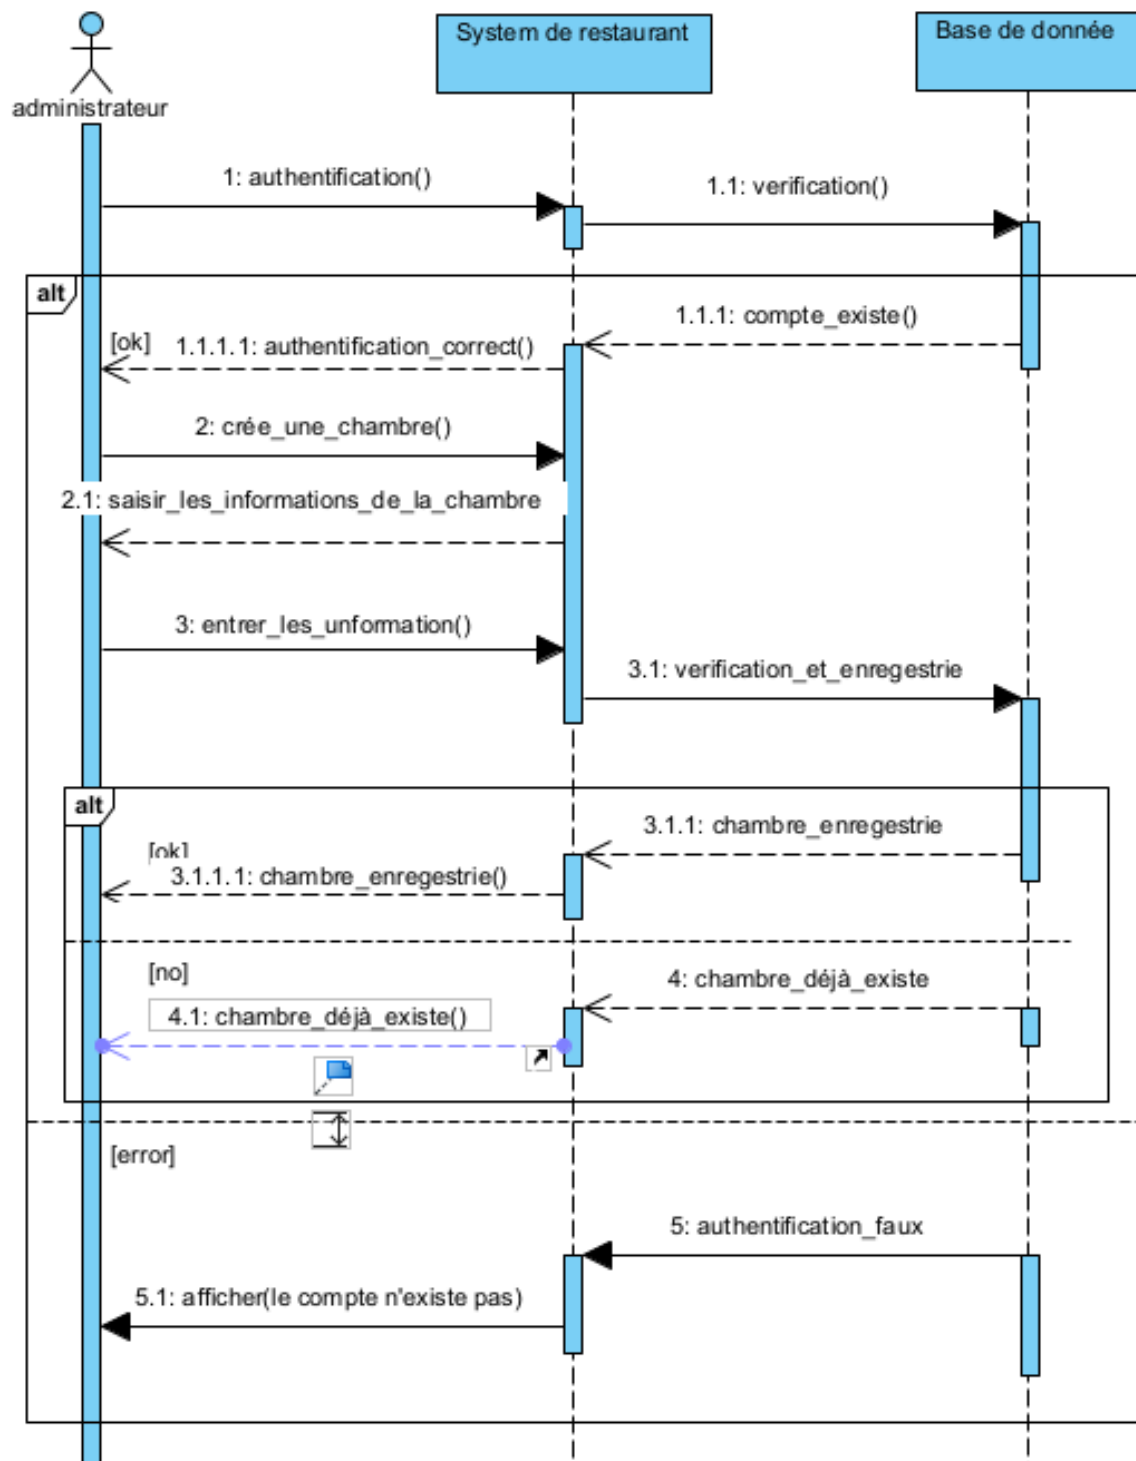 System de restaurant
Base de donnée
administrateur
1: authentification()
1.1: verification()
alt
1.1.1: compte_existe()
[ok]
1.1.1.1: authentification_correct()
2: crée_une_chambre()
2.1: saisir_les_informations_de_la_chambre
3: entrer_les_unformation()
3.1: verification_et_enregestrie
alt
3.1.1: chambre_enregestrie
[ok]
3.1.1.1: chambre_enregestrie()
[no]
4: chambre_déjà_existe
4.1: chambre_déjà_existe()
[error]
5: authentification_faux
5.1: afficher(le compte n'existe pas)